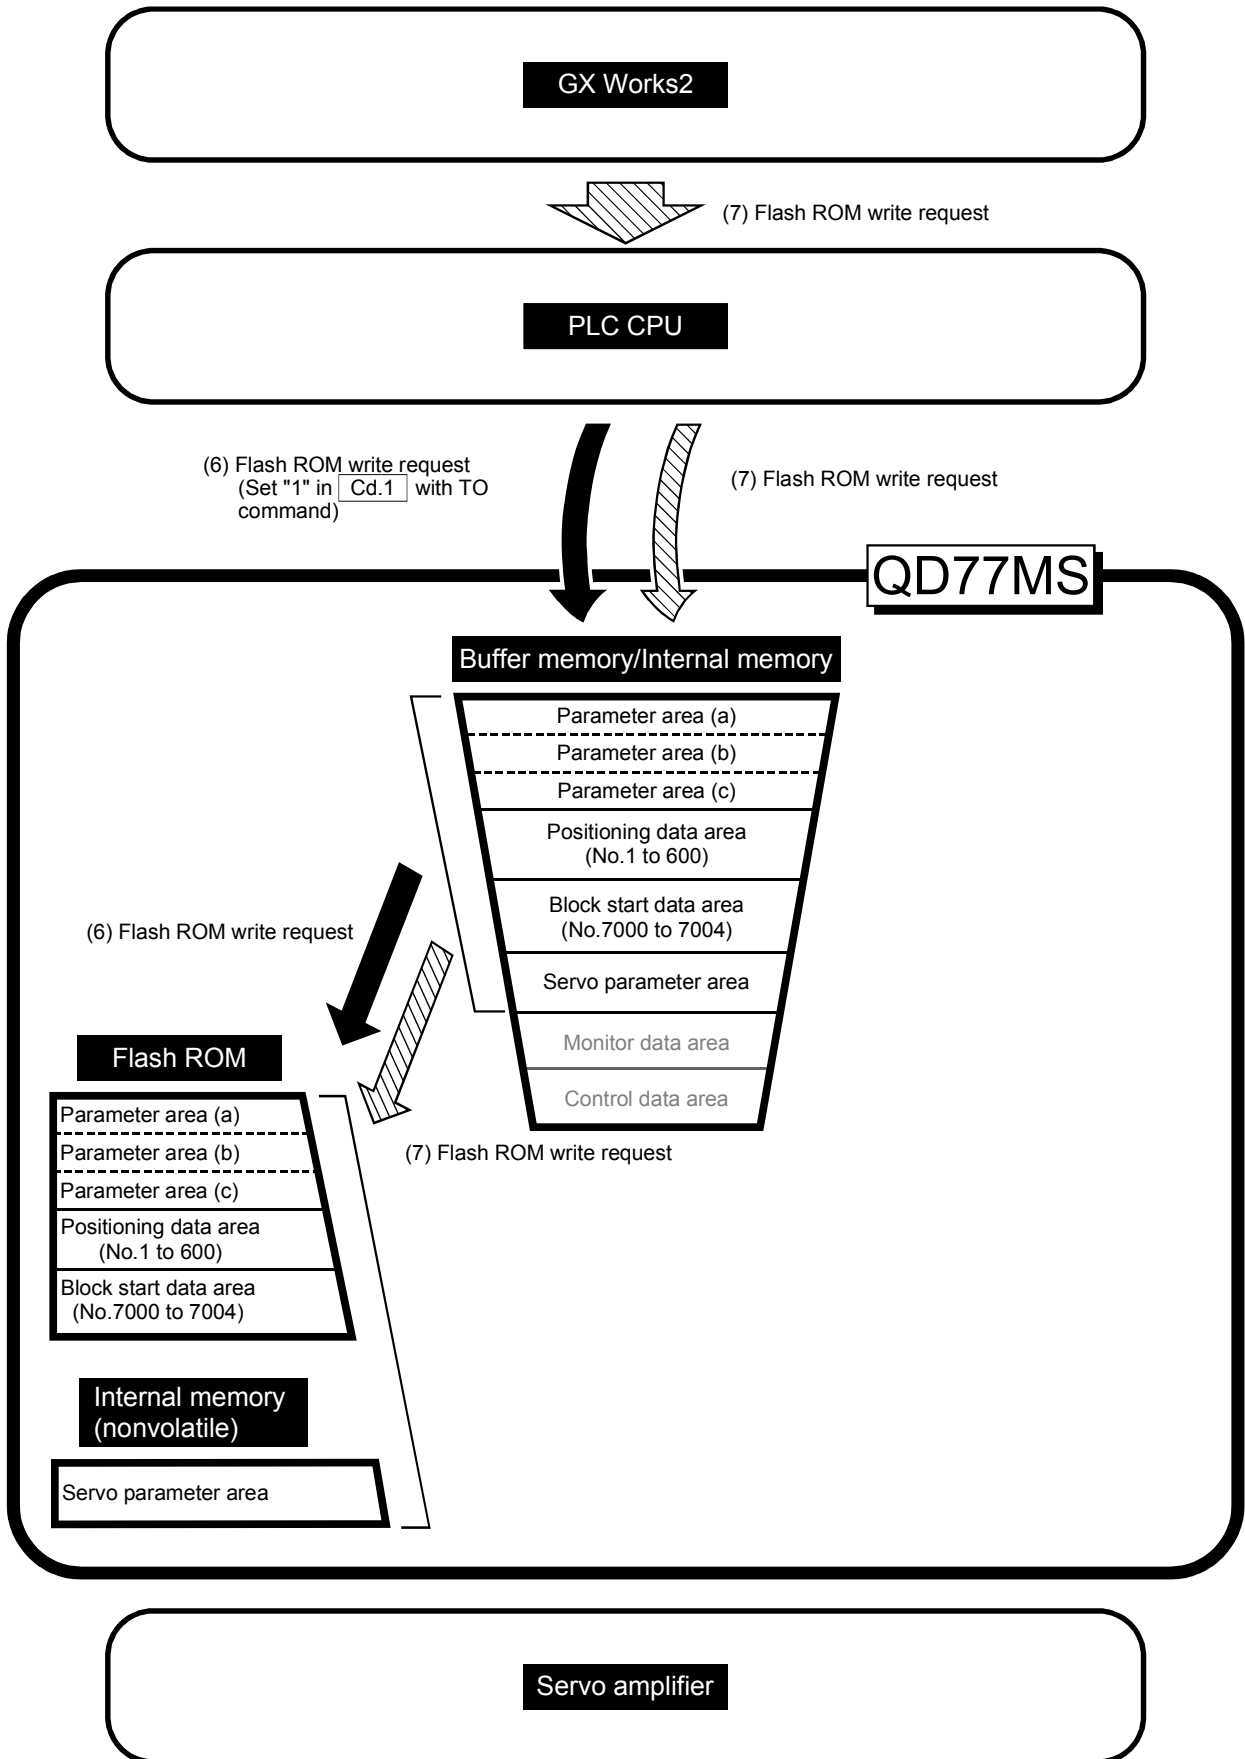 GX Works2
(7) Flash ROM write request
PLC CPU
(6) Flash ROM write request
(Set "1" in Cd.1 with TO
command)
(7) Flash ROM write request
QD77MS
Buffer memory/Internal memory
Parameter area (a)
Parameter area (b)
Parameter area (c)
Positioning data area
(No.1 to 600)
Block start data area
(No.7000 to 7004)
Servo parameter area
Monitor data area
Control data area
(6) Flash ROM write request
(7) Flash ROM write request
Flash ROM
Parameter area (a)
Parameter area (b)
Parameter area (c)
Positioning data area
(No.1 to 600)
Block start data area
(No.7000 to 7004)
Internal memory
(nonvolatile)
Servo parameter area
Servo amplifier